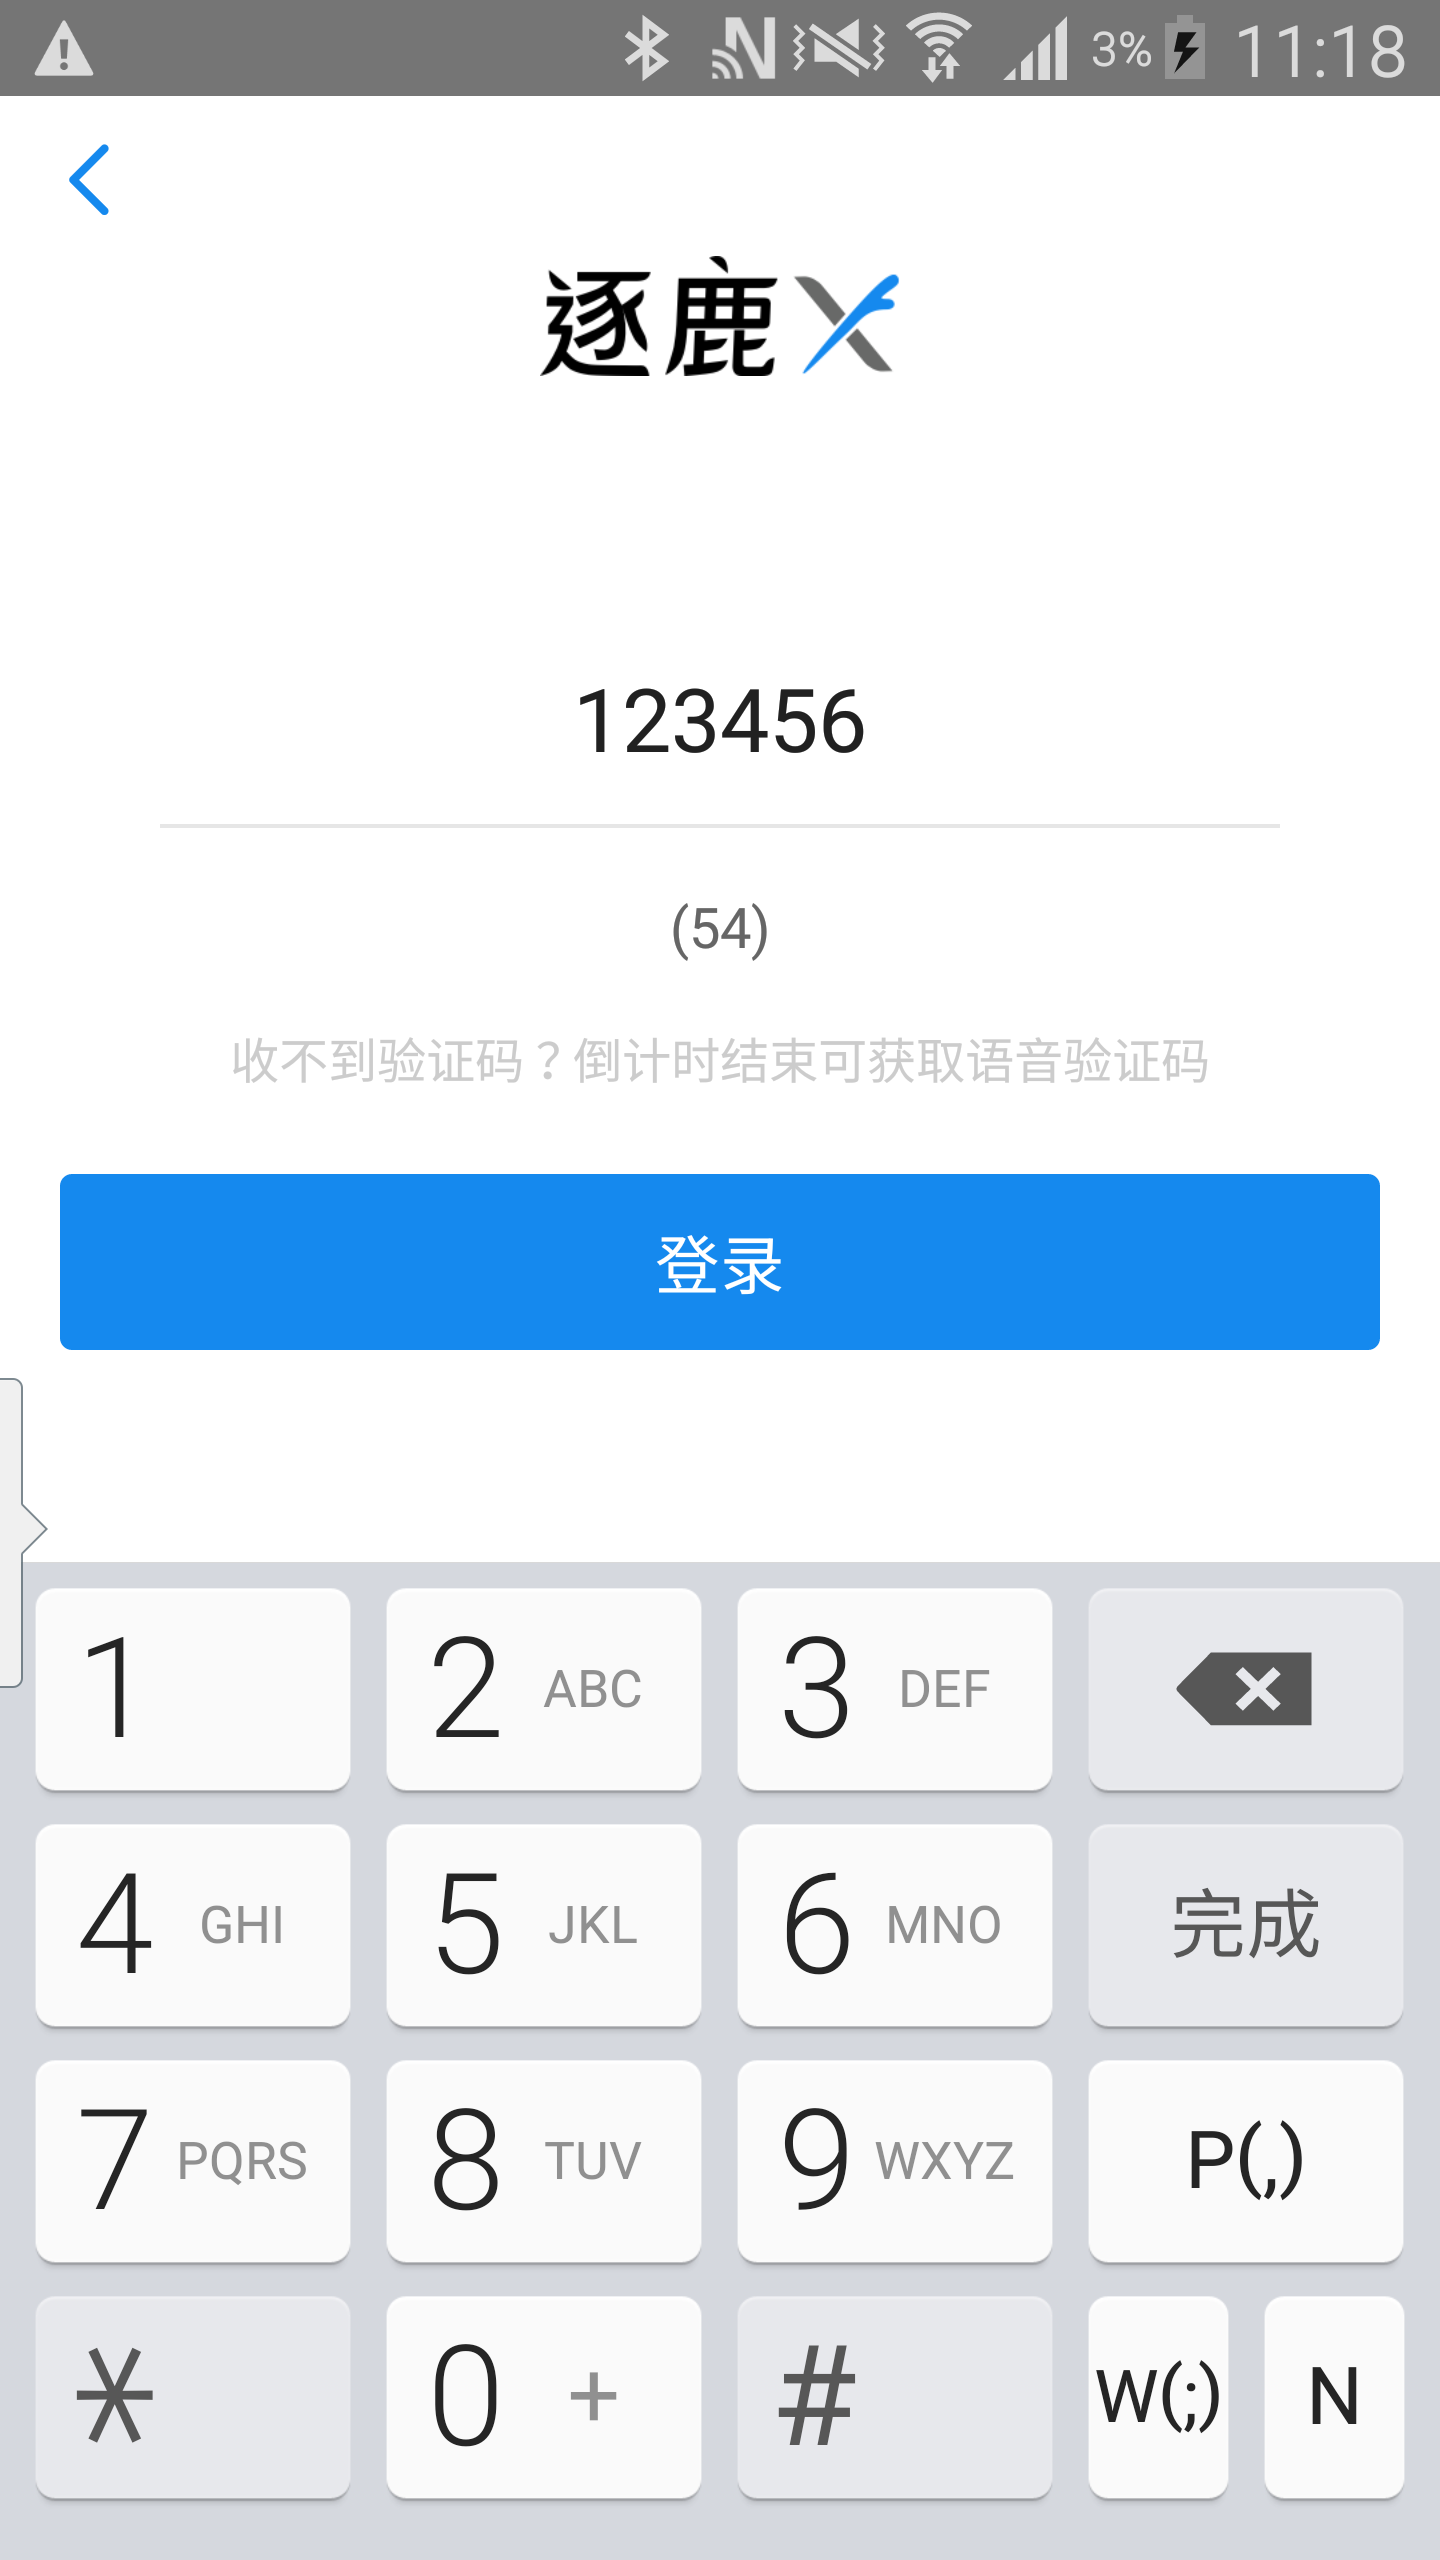 3% 11:18
逐鹿X
123456
(54)
收不到验证码？倒计时结束可获取语音验证码
登录
1 2 ABC 3 DEF
4 GHI 5 JKL 6 MNO 完成
7 PQRS 8 TUV 9 WXYZ P(,)
* 0 + # W(;) N